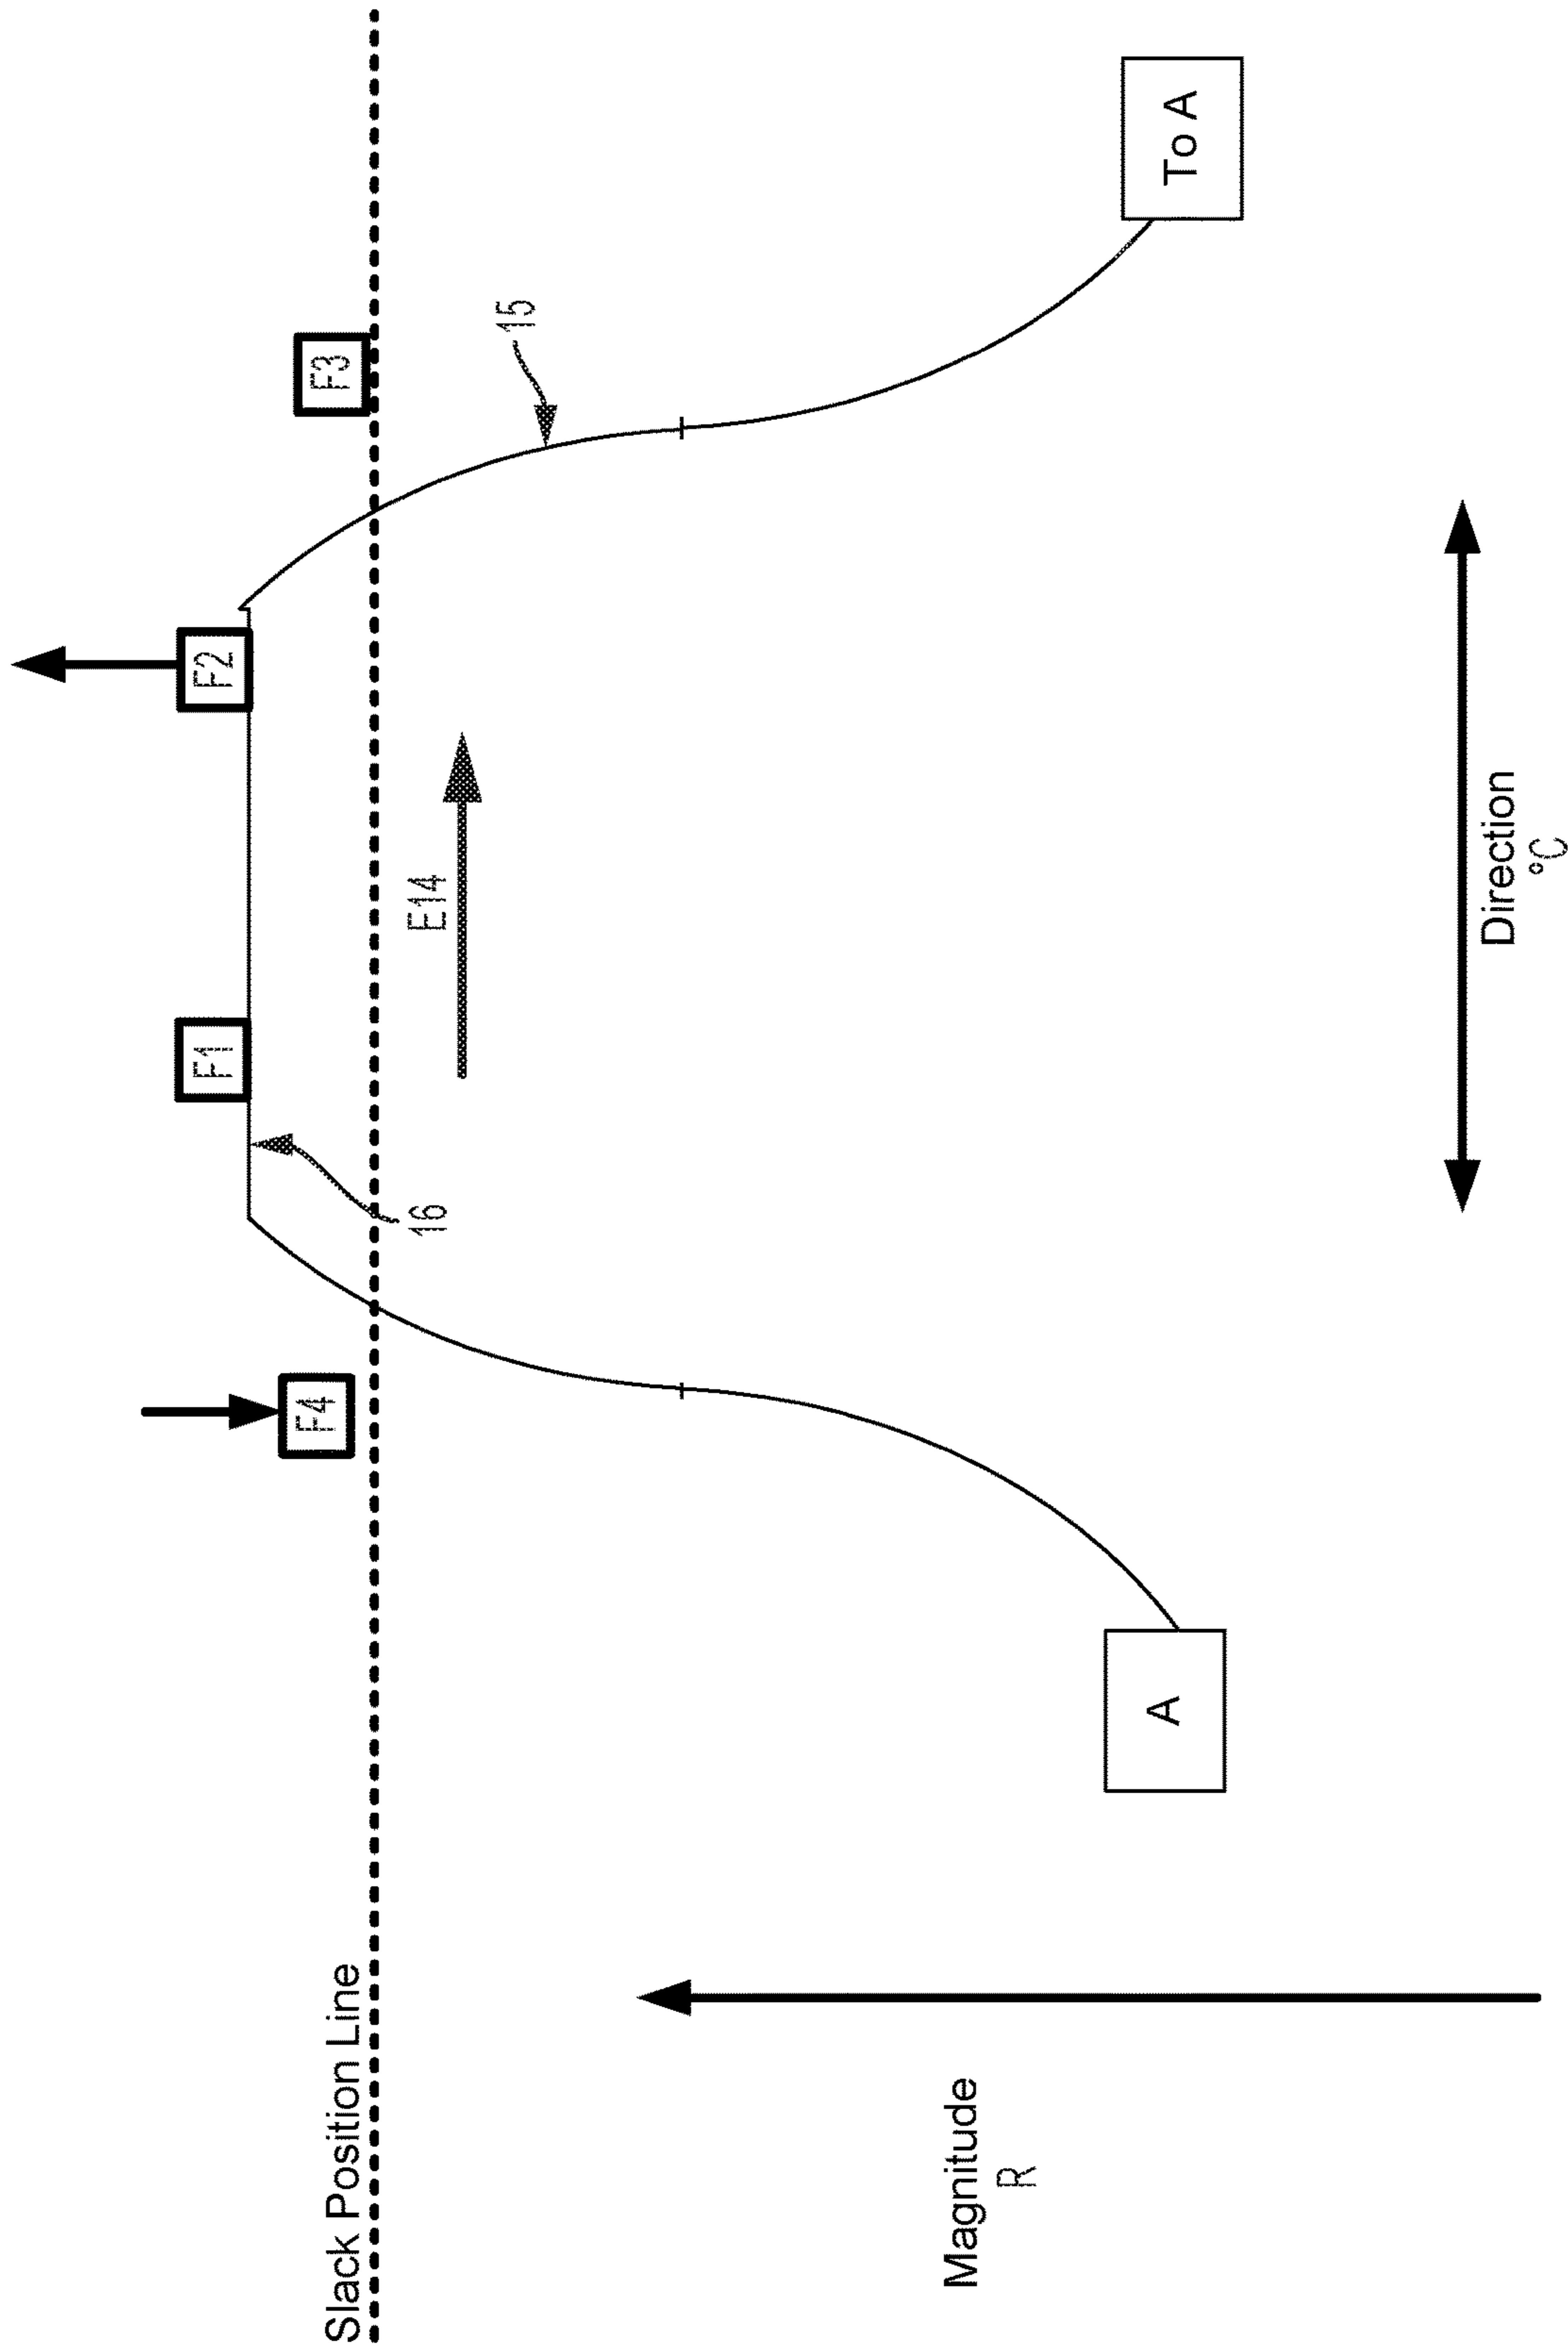 F1
F2
Slack Position Line
F4
F3
16
E14
15
Magnitude
R
A
To A
Direction
°C